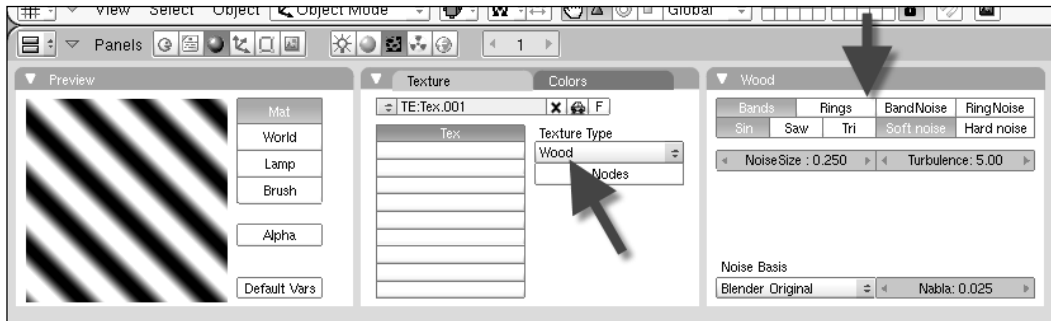 View Select Object Object Mode Global
Panels 1
Preview
Mat
World
Lamp
Brush
Alpha
Default Vars
Texture Colors
TE:Tex.001 F
Tex
Texture Type
Wood
Nodes
Wood
Bands Rings BandNoise RingNoise
Sin Saw Tri Soft noise Hard noise
NoiseSize : 0.250 Turbulence: 5.00
Noise Basis
Blender Original Nabla: 0.025